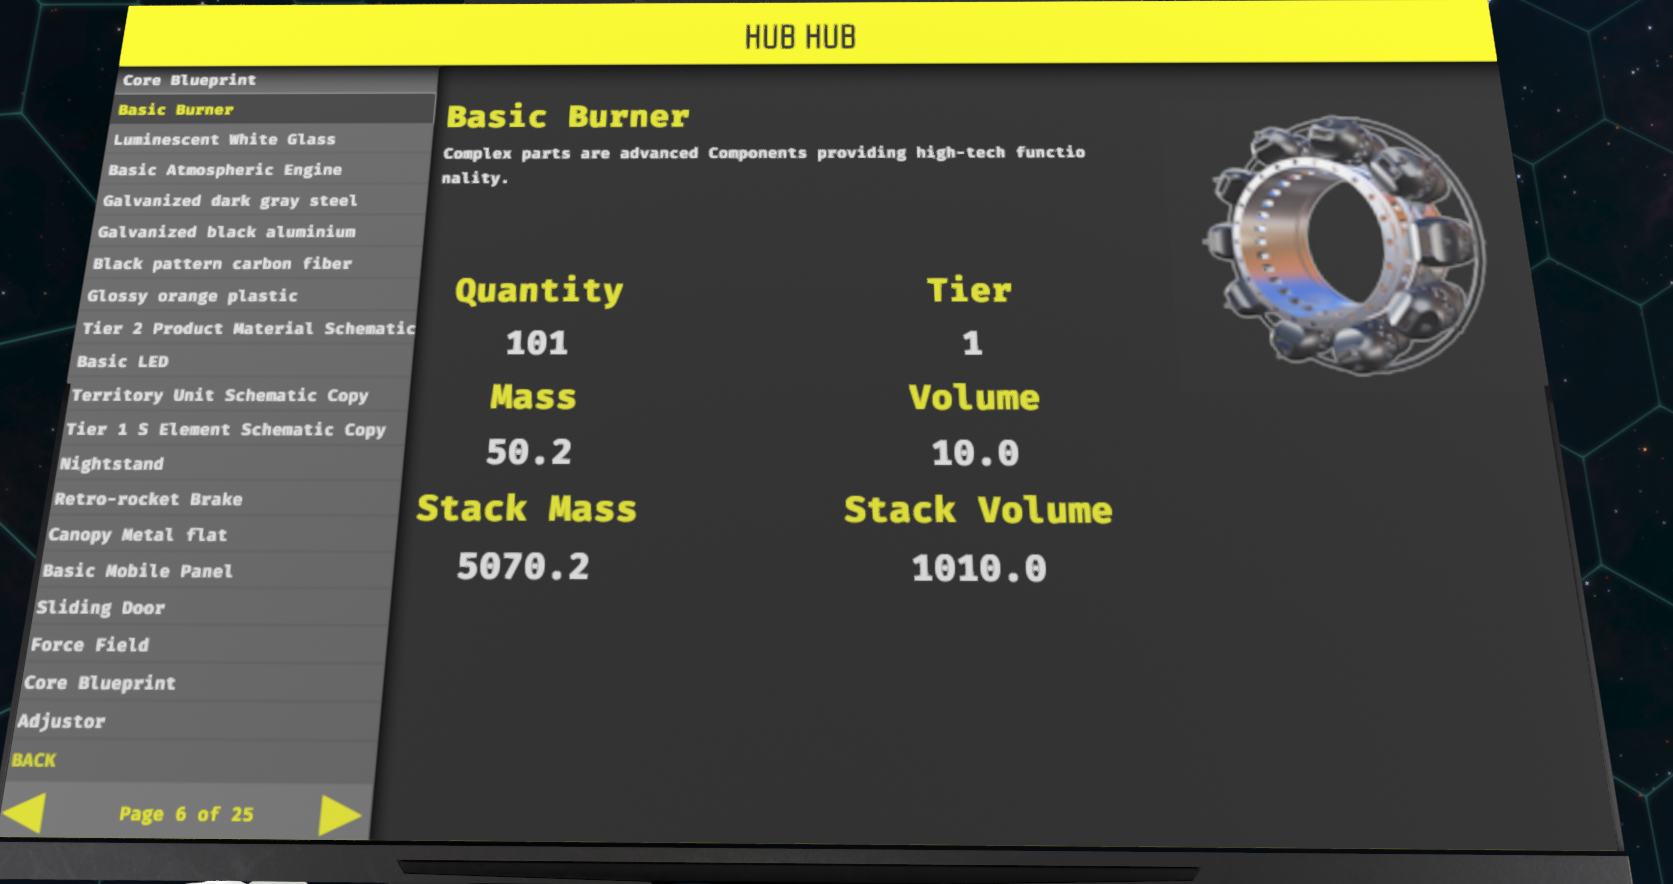 HUB HUB
Core Blueprint
Basic Burner
Luminescent White Glass
Basic Atmospheric Engine
Galvanized dark gray steel
Galvanized black aluminium
Black pattern carbon fiber
Glossy orange plastic
Tier 2 Product Material Schematic
Basic LED
Territory Unit Schematic Copy
Tier 1 S Element Schematic Copy
Nightstand
Retro-rocket Brake
Canopy Metal flat
Basic Mobile Panel
Sliding Door
Force Field
Core Blueprint
Adjustor
BACK
Page 6 of 25
Basic Burner
Complex parts are advanced Components providing high-tech functio
nality.
Quantity Tier
101 1
Mass Volume
50.2 10.0
Stack Mass Stack Volume
5070.2 1010.0